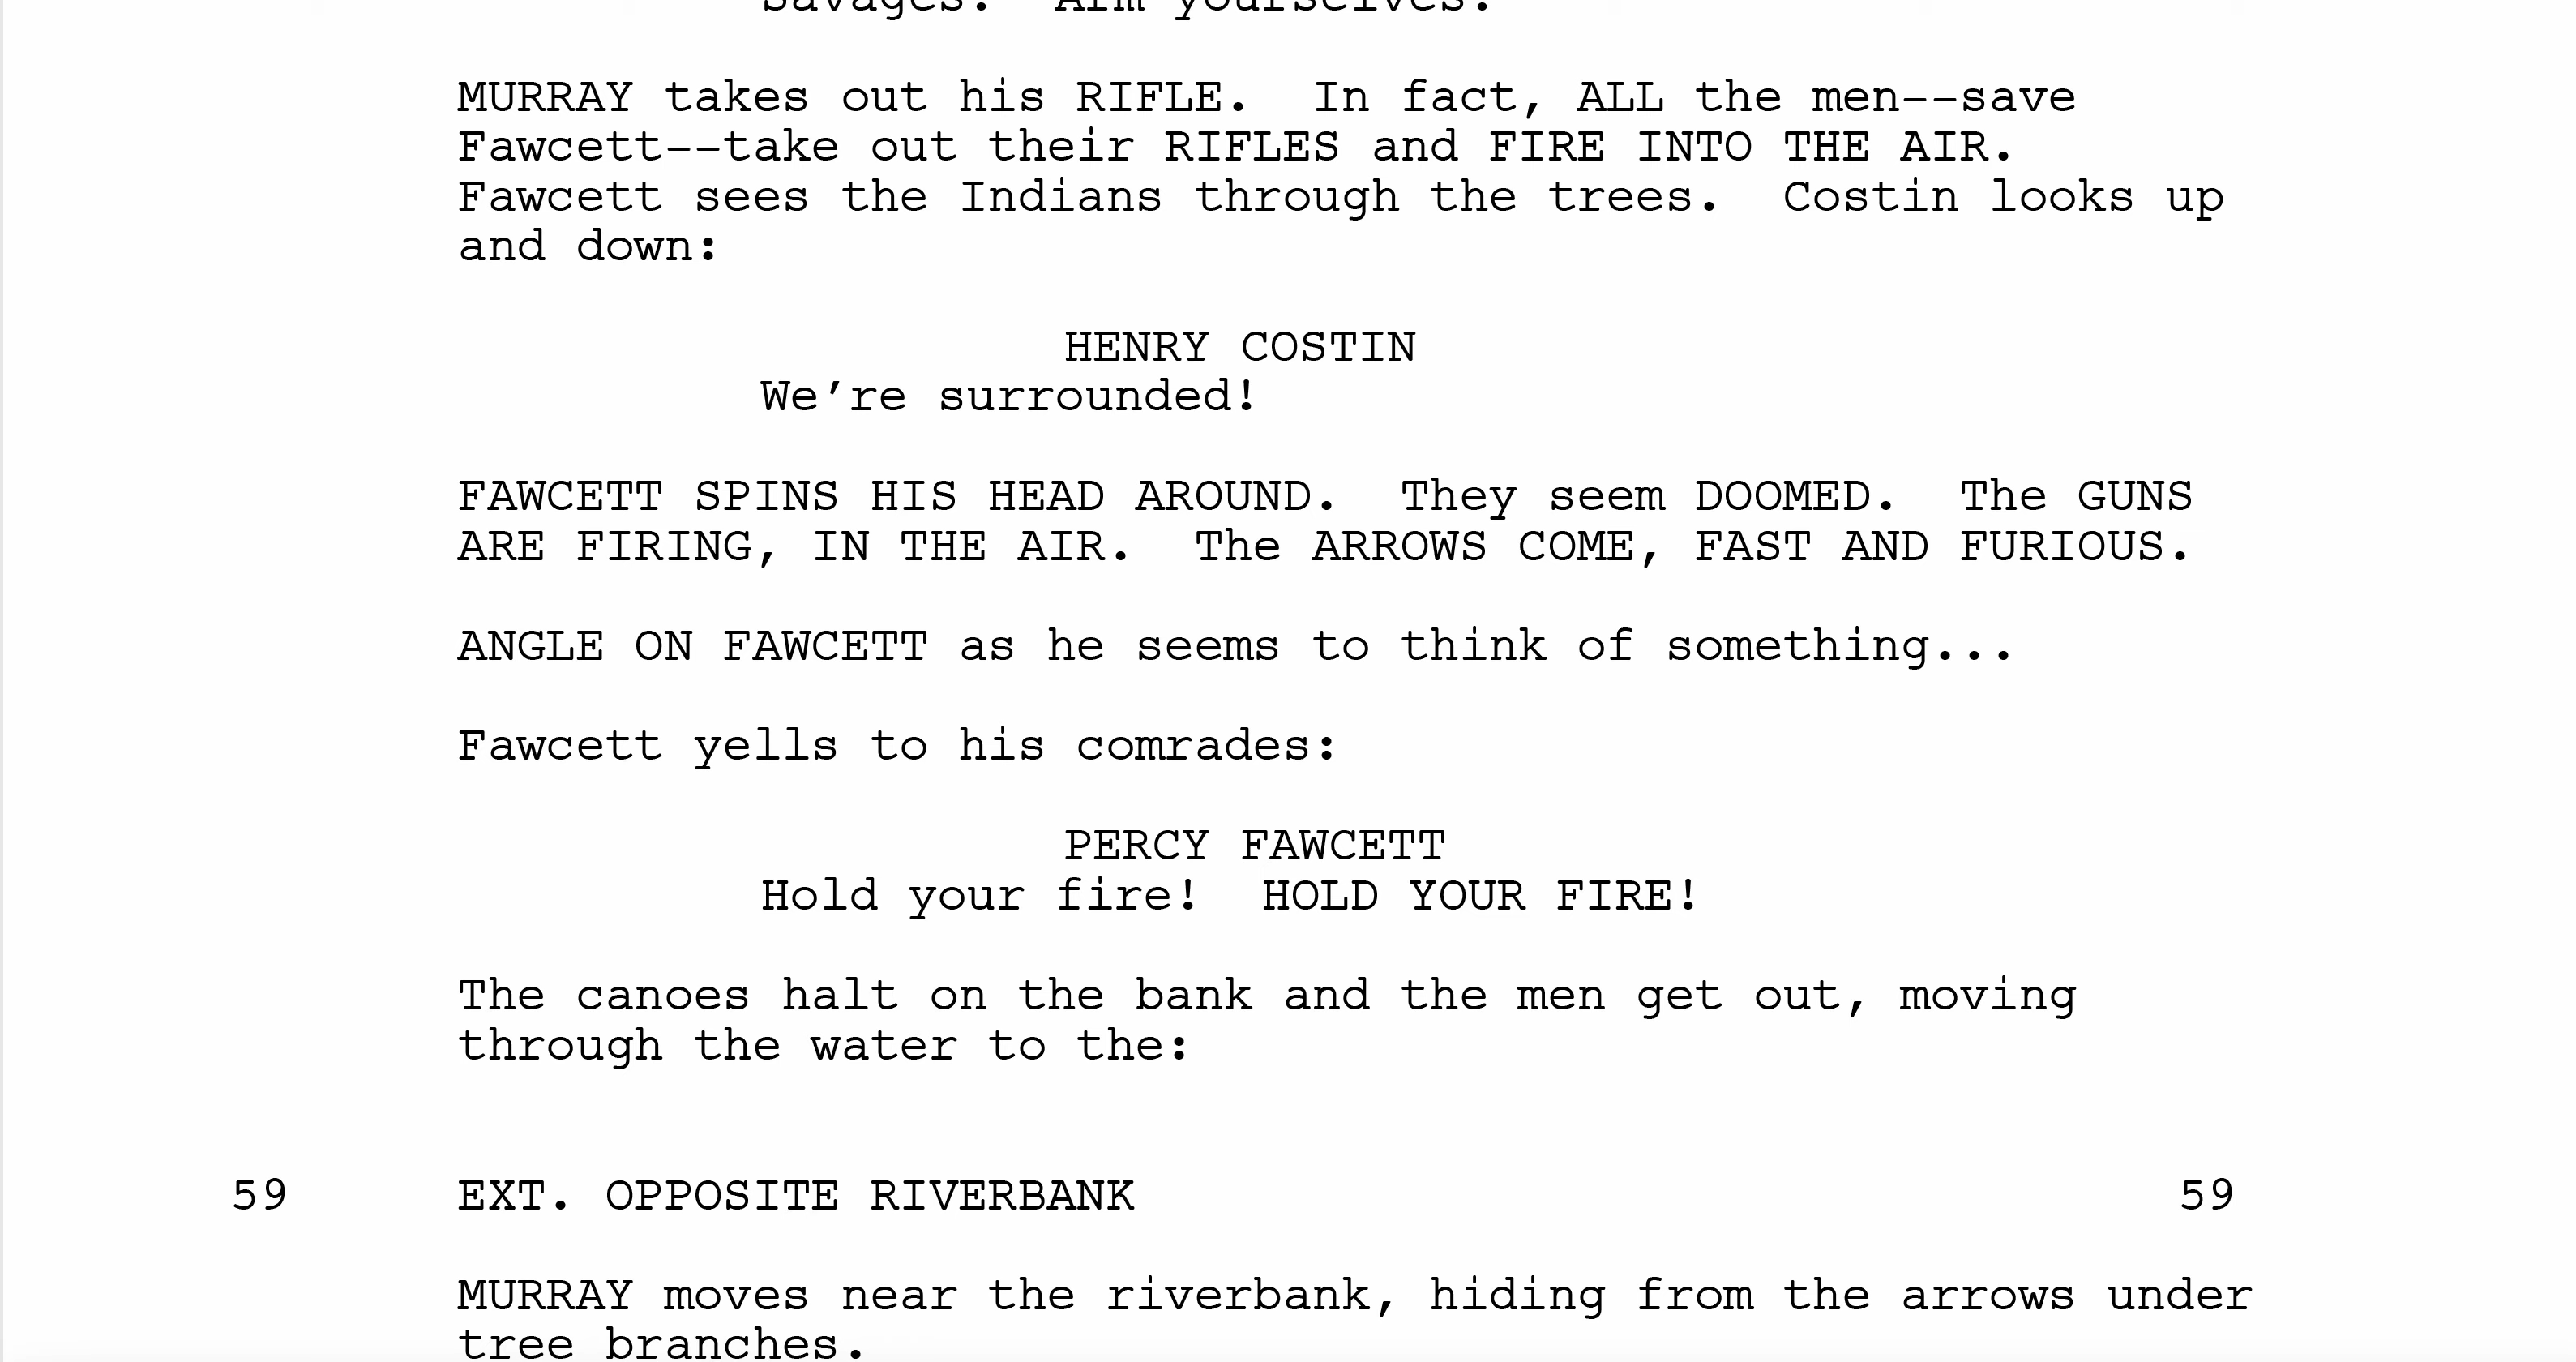 Savages. Arm yourselves.
MURRAY takes out his RIFLE.  In fact, ALL the men--save
Fawcett--take out their RIFLES and FIRE INTO THE AIR.
Fawcett sees the Indians through the trees.  Costin looks up
and down:
HENRY COSTIN
We’re surrounded!
FAWCETT SPINS HIS HEAD AROUND.  They seem DOOMED.  The GUNS
ARE FIRING, IN THE AIR.  The ARROWS COME, FAST AND FURIOUS.
ANGLE ON FAWCETT as he seems to think of something...
Fawcett yells to his comrades:
PERCY FAWCETT
Hold your fire!  HOLD YOUR FIRE!
The canoes halt on the bank and the men get out, moving
through the water to the:
59 EXT. OPPOSITE RIVERBANK 59
MURRAY moves near the riverbank, hiding from the arrows under
tree branches.